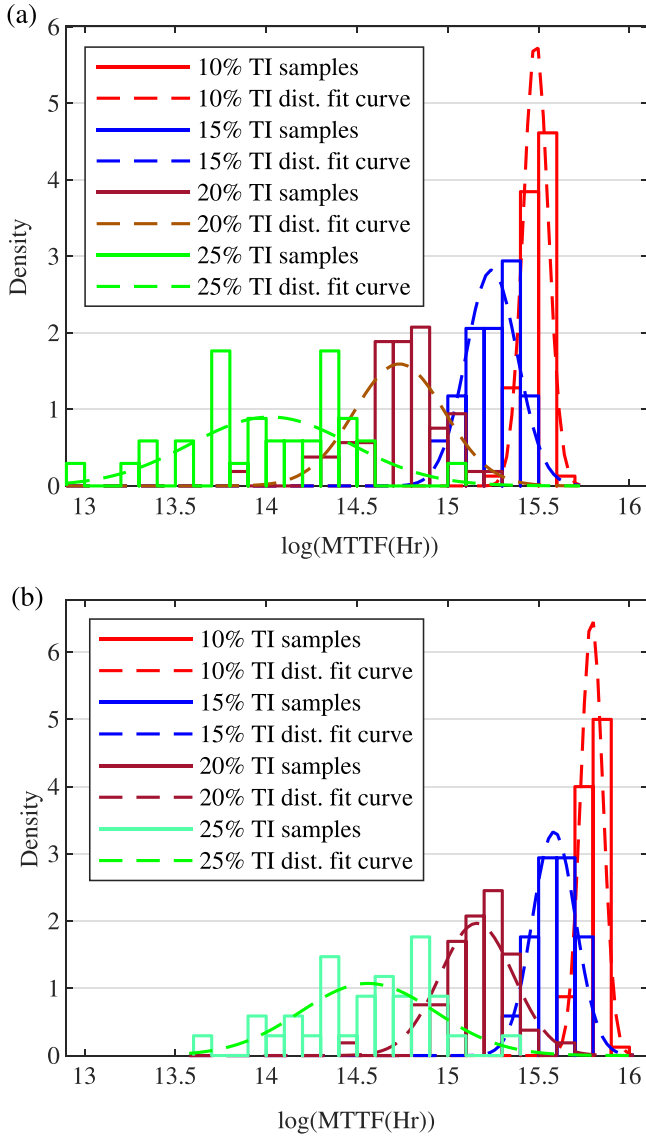 (a)
6
5
4
3
2
1
0
Density
10% TI samples
10% TI dist. fit curve
15% TI samples
15% TI dist. fit curve
20% TI samples
20% TI dist. fit curve
25% TI samples
25% TI dist. fit curve
13 13.5 14 14.5 15 15.5 16
log(MTTF(Hr))
(b)
6
5
4
3
2
1
0
Density
10% TI samples
10% TI dist. fit curve
15% TI samples
15% TI dist. fit curve
20% TI samples
20% TI dist. fit curve
25% TI samples
25% TI dist. fit curve
13 13.5 14 14.5 15 15.5 16
log(MTTF(Hr))